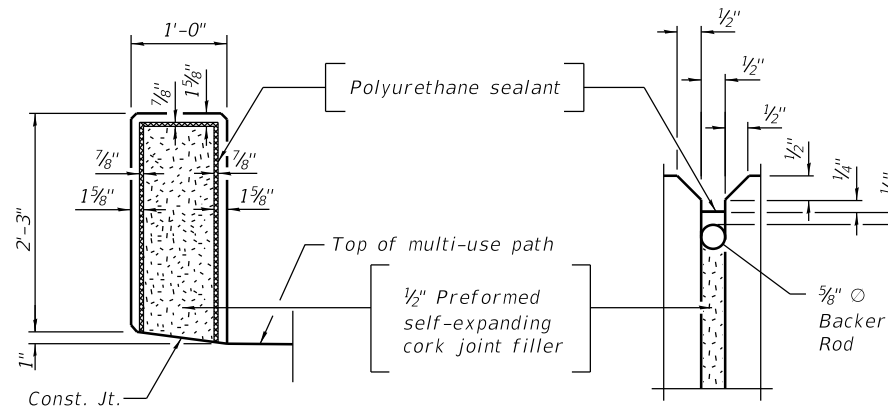 1'-0"
7/8"
1 5/8"
7/8"
7/8"
1 5/8"
1 5/8"
2'-3"
1"
Const. Jt.
Polyurethane sealant
Top of multi-use path
1/2" Preformed
self-expanding
cork joint filler
1/2"
1/2"
1/2"
1/2"
1/4"
5/8" ∅
Backer
Rod